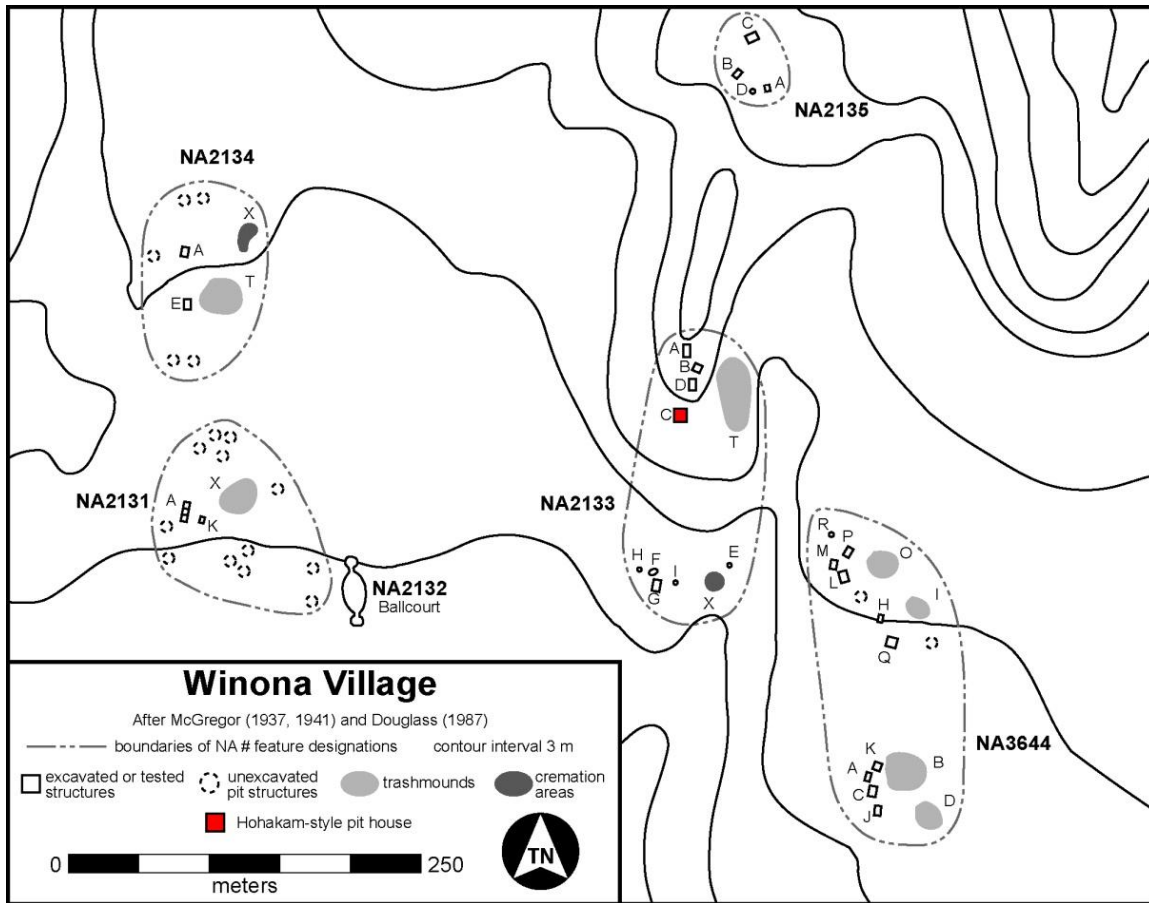 C
B
D
A
NA2135
NA2134
X
A
T
E
A
B
D
C
T
NA2131
X
A
K
NA2133
NA2132
Ballcourt
H
F
I
E
G
X
R
P
M
O
L
I
H
Q
NA3644
K
B
A
C
D
J
Winona Village
After McGregor (1937, 1941) and Douglass (1987)
boundaries of NA # feature designations contour interval 3 m
excavated or tested structures
unexcavated pit structures
trashmounds
cremation areas
Hohakam-style pit house
0 250
meters
TN